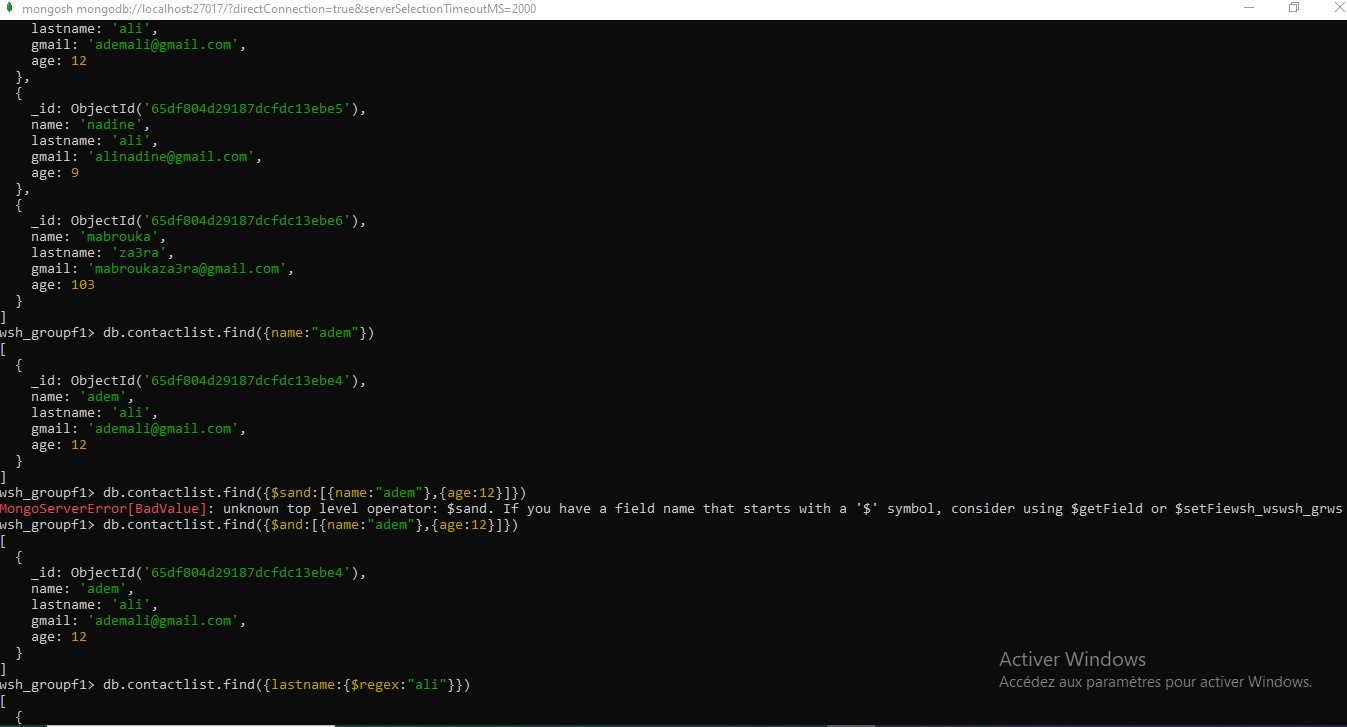 mongosh mongodb://localhost:27017/?directConnection=true&serverSelectionTimeoutMS=2000
    lastname: 'ali',
    gmail: 'ademali@gmail.com',
    age: 12
  },
  {
    _id: ObjectId('65df804d29187dcfdc13ebe5'),
    name: 'nadine',
    lastname: 'ali',
    gmail: 'alinadine@gmail.com',
    age: 9
  },
  {
    _id: ObjectId('65df804d29187dcfdc13ebe6'),
    name: 'mabrouka',
    lastname: 'za3ra',
    gmail: 'mabroukaza3ra@gmail.com',
    age: 103
  }
]
wsh_groupf1> db.contactlist.find({name:"adem"})
[
  {
    _id: ObjectId('65df804d29187dcfdc13ebe4'),
    name: 'adem',
    lastname: 'ali',
    gmail: 'ademali@gmail.com',
    age: 12
  }
]
wsh_groupf1> db.contactlist.find({$sand:[{name:"adem"},{age:12}]})
MongoServerError[BadValue]: unknown top level operator: $sand. If you have a field name that starts with a '$' symbol, consider using $getField or $setFiewsh_wswsh_grws
wsh_groupf1> db.contactlist.find({$and:[{name:"adem"},{age:12}]})
[
  {
    _id: ObjectId('65df804d29187dcfdc13ebe4'),
    name: 'adem',
    lastname: 'ali',
    gmail: 'ademali@gmail.com',
    age: 12
  }
]
wsh_groupf1> db.contactlist.find({lastname:{$regex:"ali"}})
[
  {
Activer Windows
Accédez aux paramètres pour activer Windows.